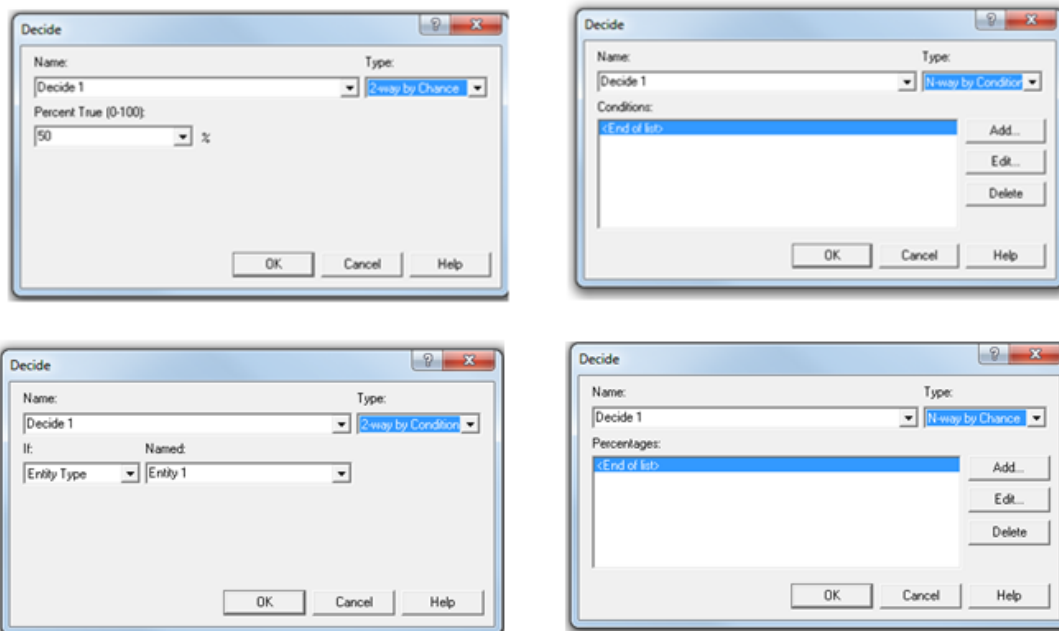 Decide
Name: Type:
Decide 1 2-way by Chance
Percent True (0-100):
50 %
OK Cancel Help
Decide
Name: Type:
Decide 1 N-way by Condition
Conditions:
<End of list>
Add...
Edit...
Delete
OK Cancel Help
Decide
Name: Type:
Decide 1 2-way by Condition
If: Named:
Entity Type Entity 1
OK Cancel Help
Decide
Name: Type:
Decide 1 N-way by Chance
Percentages:
<End of list>
Add...
Edit...
Delete
OK Cancel Help